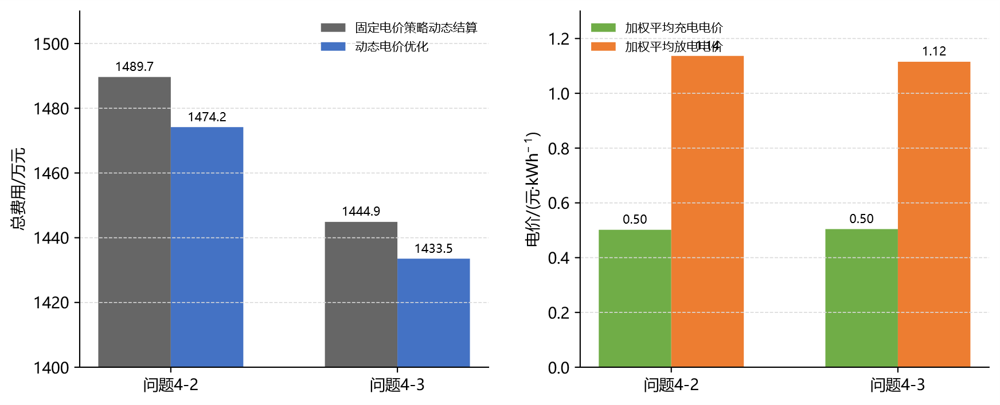 总费用/万元
1500
1480
1460
1440
1420
1400
固定电价策略动态结算
动态电价优化
1489.7
1474.2
1444.9
1433.5
问题4-2
问题4-3
电价/(元·kWh⁻¹)
1.2
1.0
0.8
0.6
0.4
0.2
0.0
加权平均充电电价
加权平均放电电价
1.14
1.12
0.50
0.50
问题4-2
问题4-3